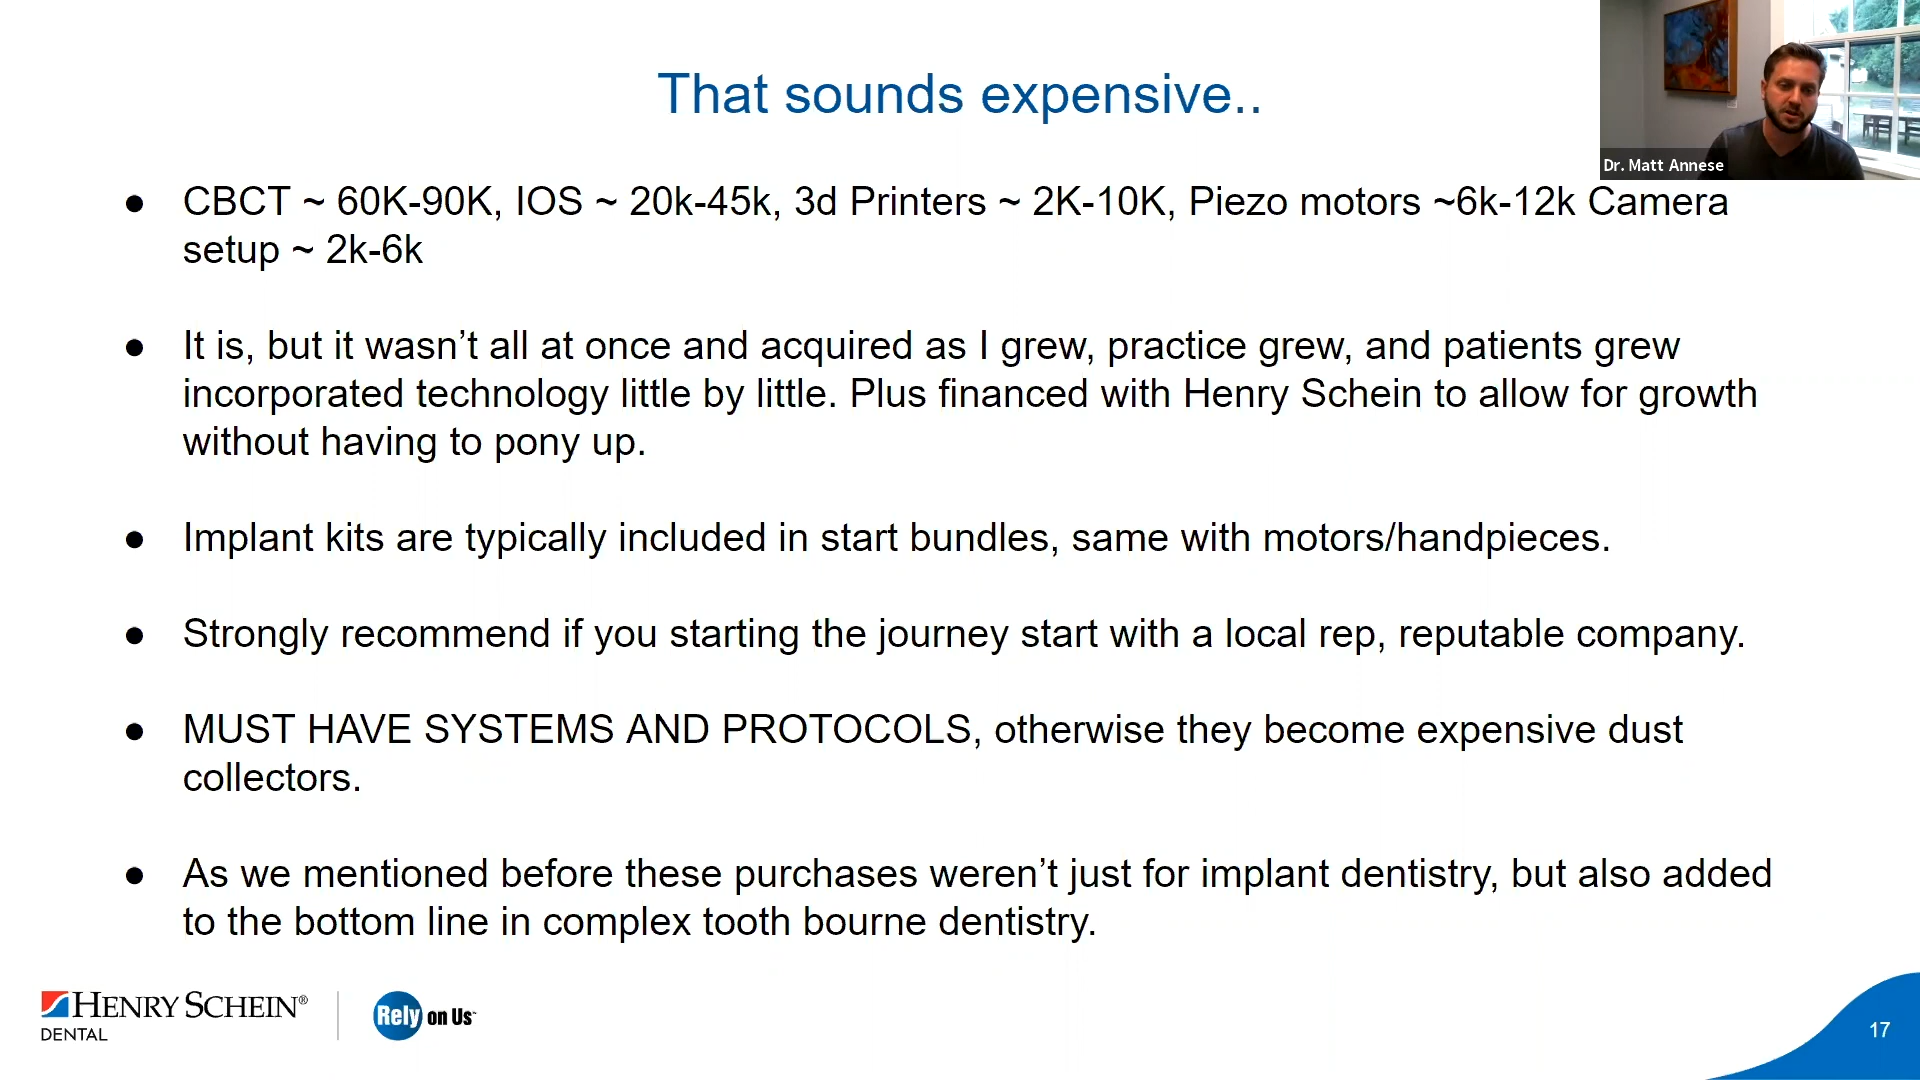 That sounds expensive..
Dr. Matt Annese
● CBCT ~ 60K-90K, IOS ~ 20k-45k, 3d Printers ~ 2K-10K, Piezo motors ~6k-12k Camera
setup ~ 2k-6k
● It is, but it wasn’t all at once and acquired as I grew, practice grew, and patients grew
incorporated technology little by little. Plus financed with Henry Schein to allow for growth
without having to pony up.
● Implant kits are typically included in start bundles, same with motors/handpieces.
● Strongly recommend if you starting the journey start with a local rep, reputable company.
● MUST HAVE SYSTEMS AND PROTOCOLS, otherwise they become expensive dust
collectors.
● As we mentioned before these purchases weren’t just for implant dentistry, but also added
to the bottom line in complex tooth bourne dentistry.
HENRY SCHEIN®
DENTAL
Rely on Us™
17